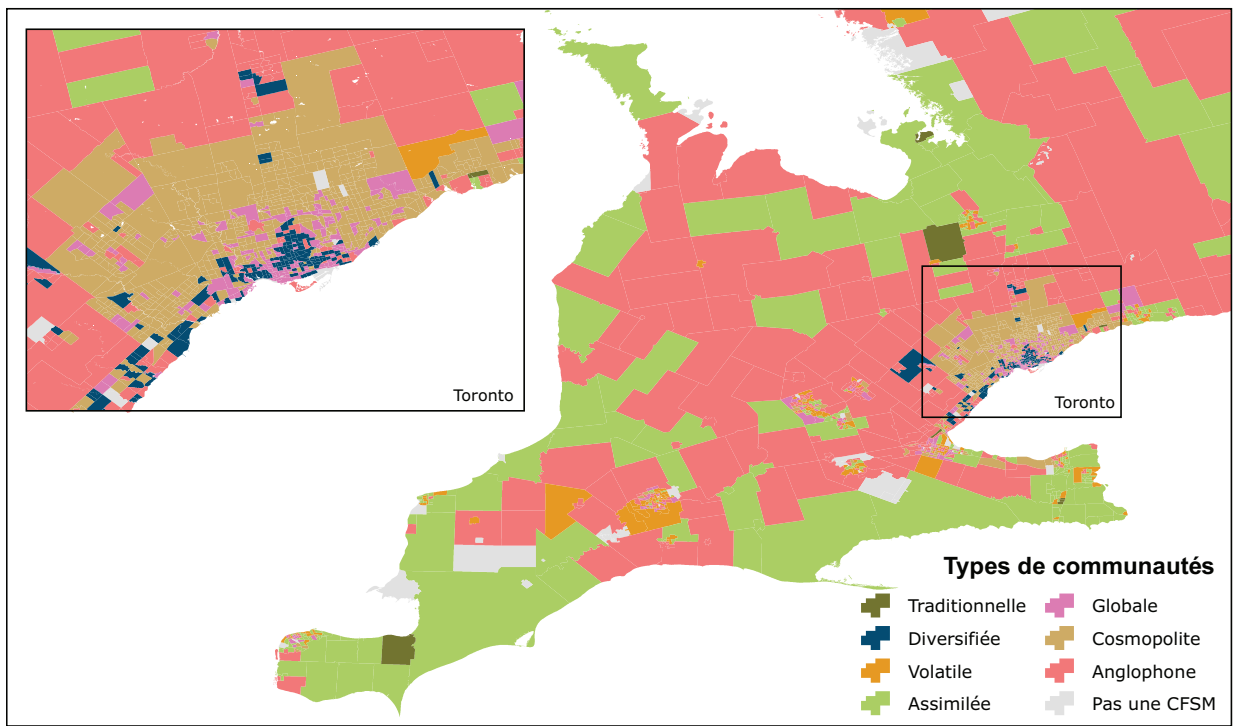 Toronto
Toronto
Types de communautés
Traditionnelle
Diversifiée
Volatile
Assimilée
Globale
Cosmopolite
Anglophone
Pas une CFSM